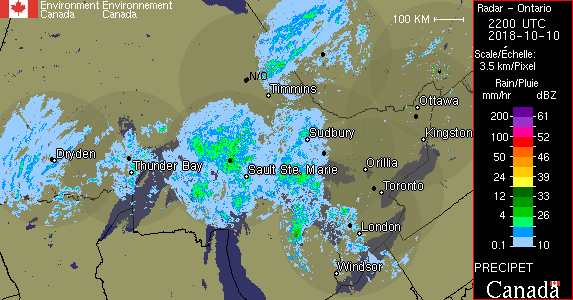 Environment Environnement
Canada Canada
100 KM
N/O
Timmins
Ottawa
Sudbury
Kingston
Dryden
Thunder Bay
Sault Ste. Marie
Orillia
Toronto
London
Windsor
Radar - Ontario
2200 UTC
2018-10-10
Scale/Échelle:
3.5 km/Pixel
Rain/Pluie
mm/hr dBZ
200 61
100 52
50 46
24 39
12 33
4 26
0.1 10
PRECIPET
Canada